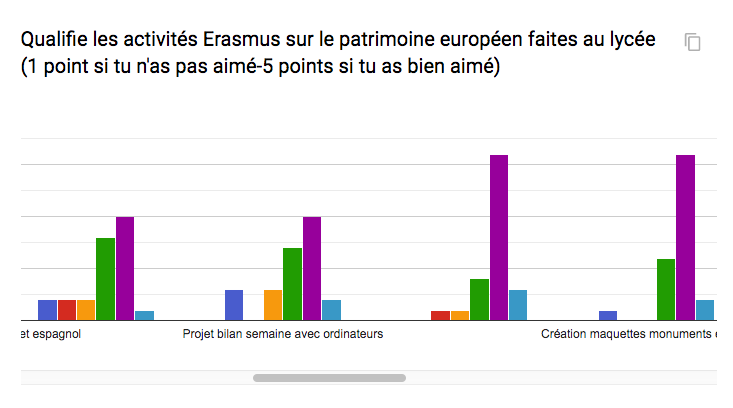 Qualifie les activités Erasmus sur le patrimoine européen faites au lycée
(1 point si tu n'as pas aimé-5 points si tu as bien aimé)
et espagnol
Projet bilan semaine avec ordinateurs
Création maquettes monuments